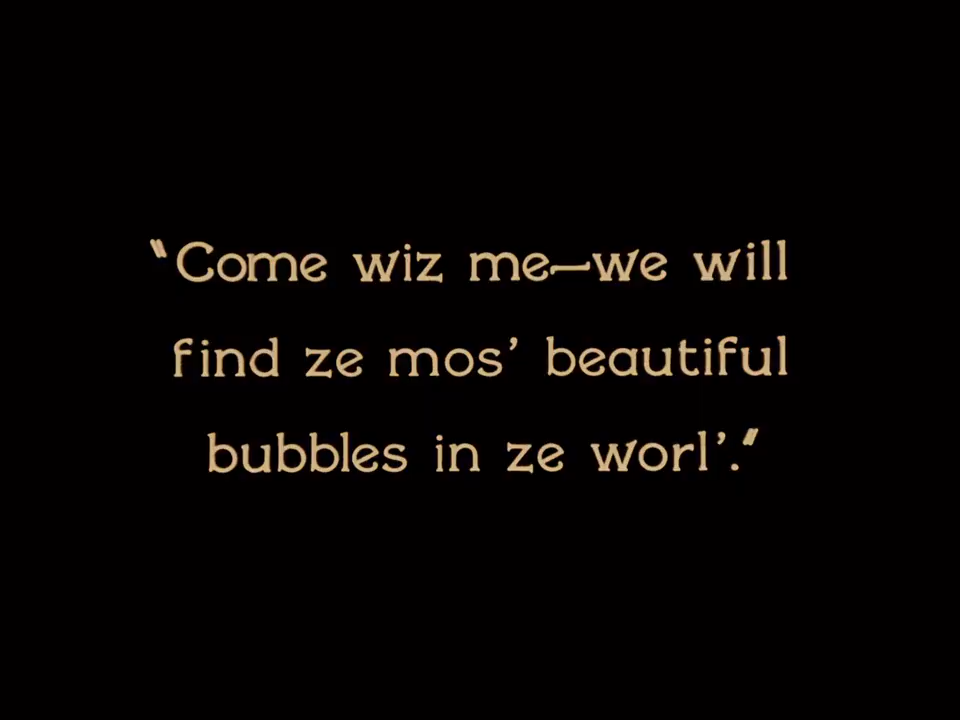 "Come wiz me—we will
find ze mos' beautiful
bubbles in ze worl'."